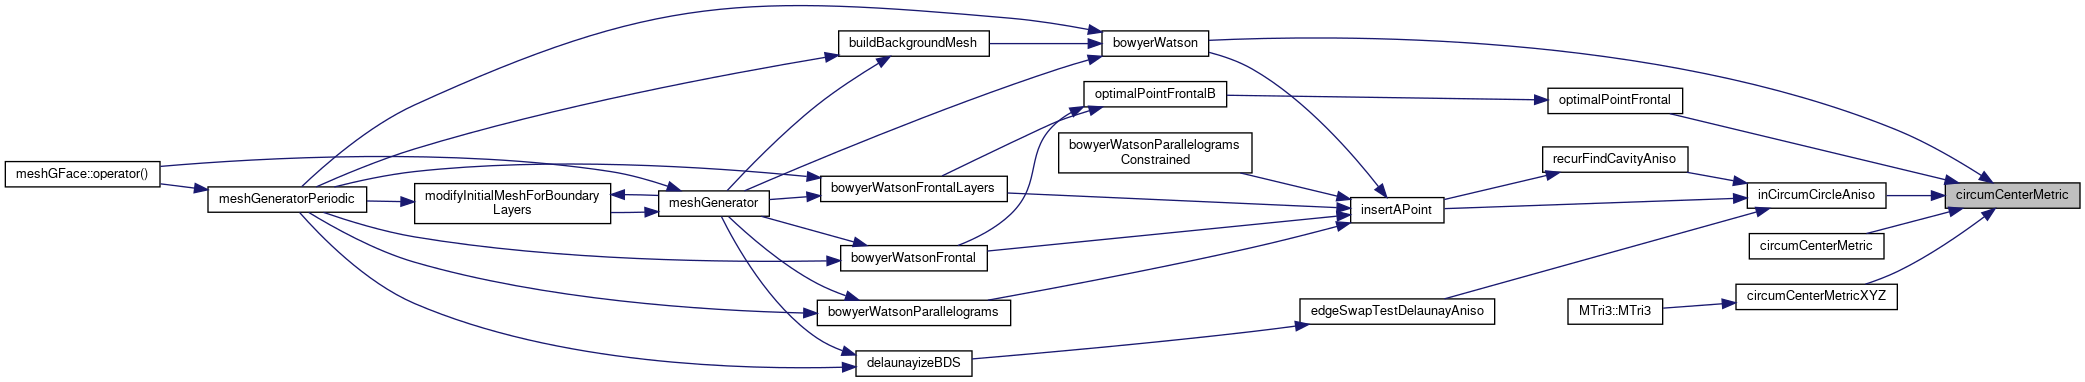 buildBackgroundMesh
bowyerWatson
optimalPointFrontalB
optimalPointFrontal
bowyerWatsonParallelograms
Constrained
recurFindCavityAniso
meshGFace::operator()
meshGeneratorPeriodic
modifyInitialMeshForBoundary
Layers
meshGenerator
bowyerWatsonFrontalLayers
insertAPoint
inCircumCircleAniso
circumCenterMetric
bowyerWatsonFrontal
circumCenterMetric
bowyerWatsonParallelograms
edgeSwapTestDelaunayAniso
MTri3::MTri3
circumCenterMetricXYZ
delaunayizeBDS